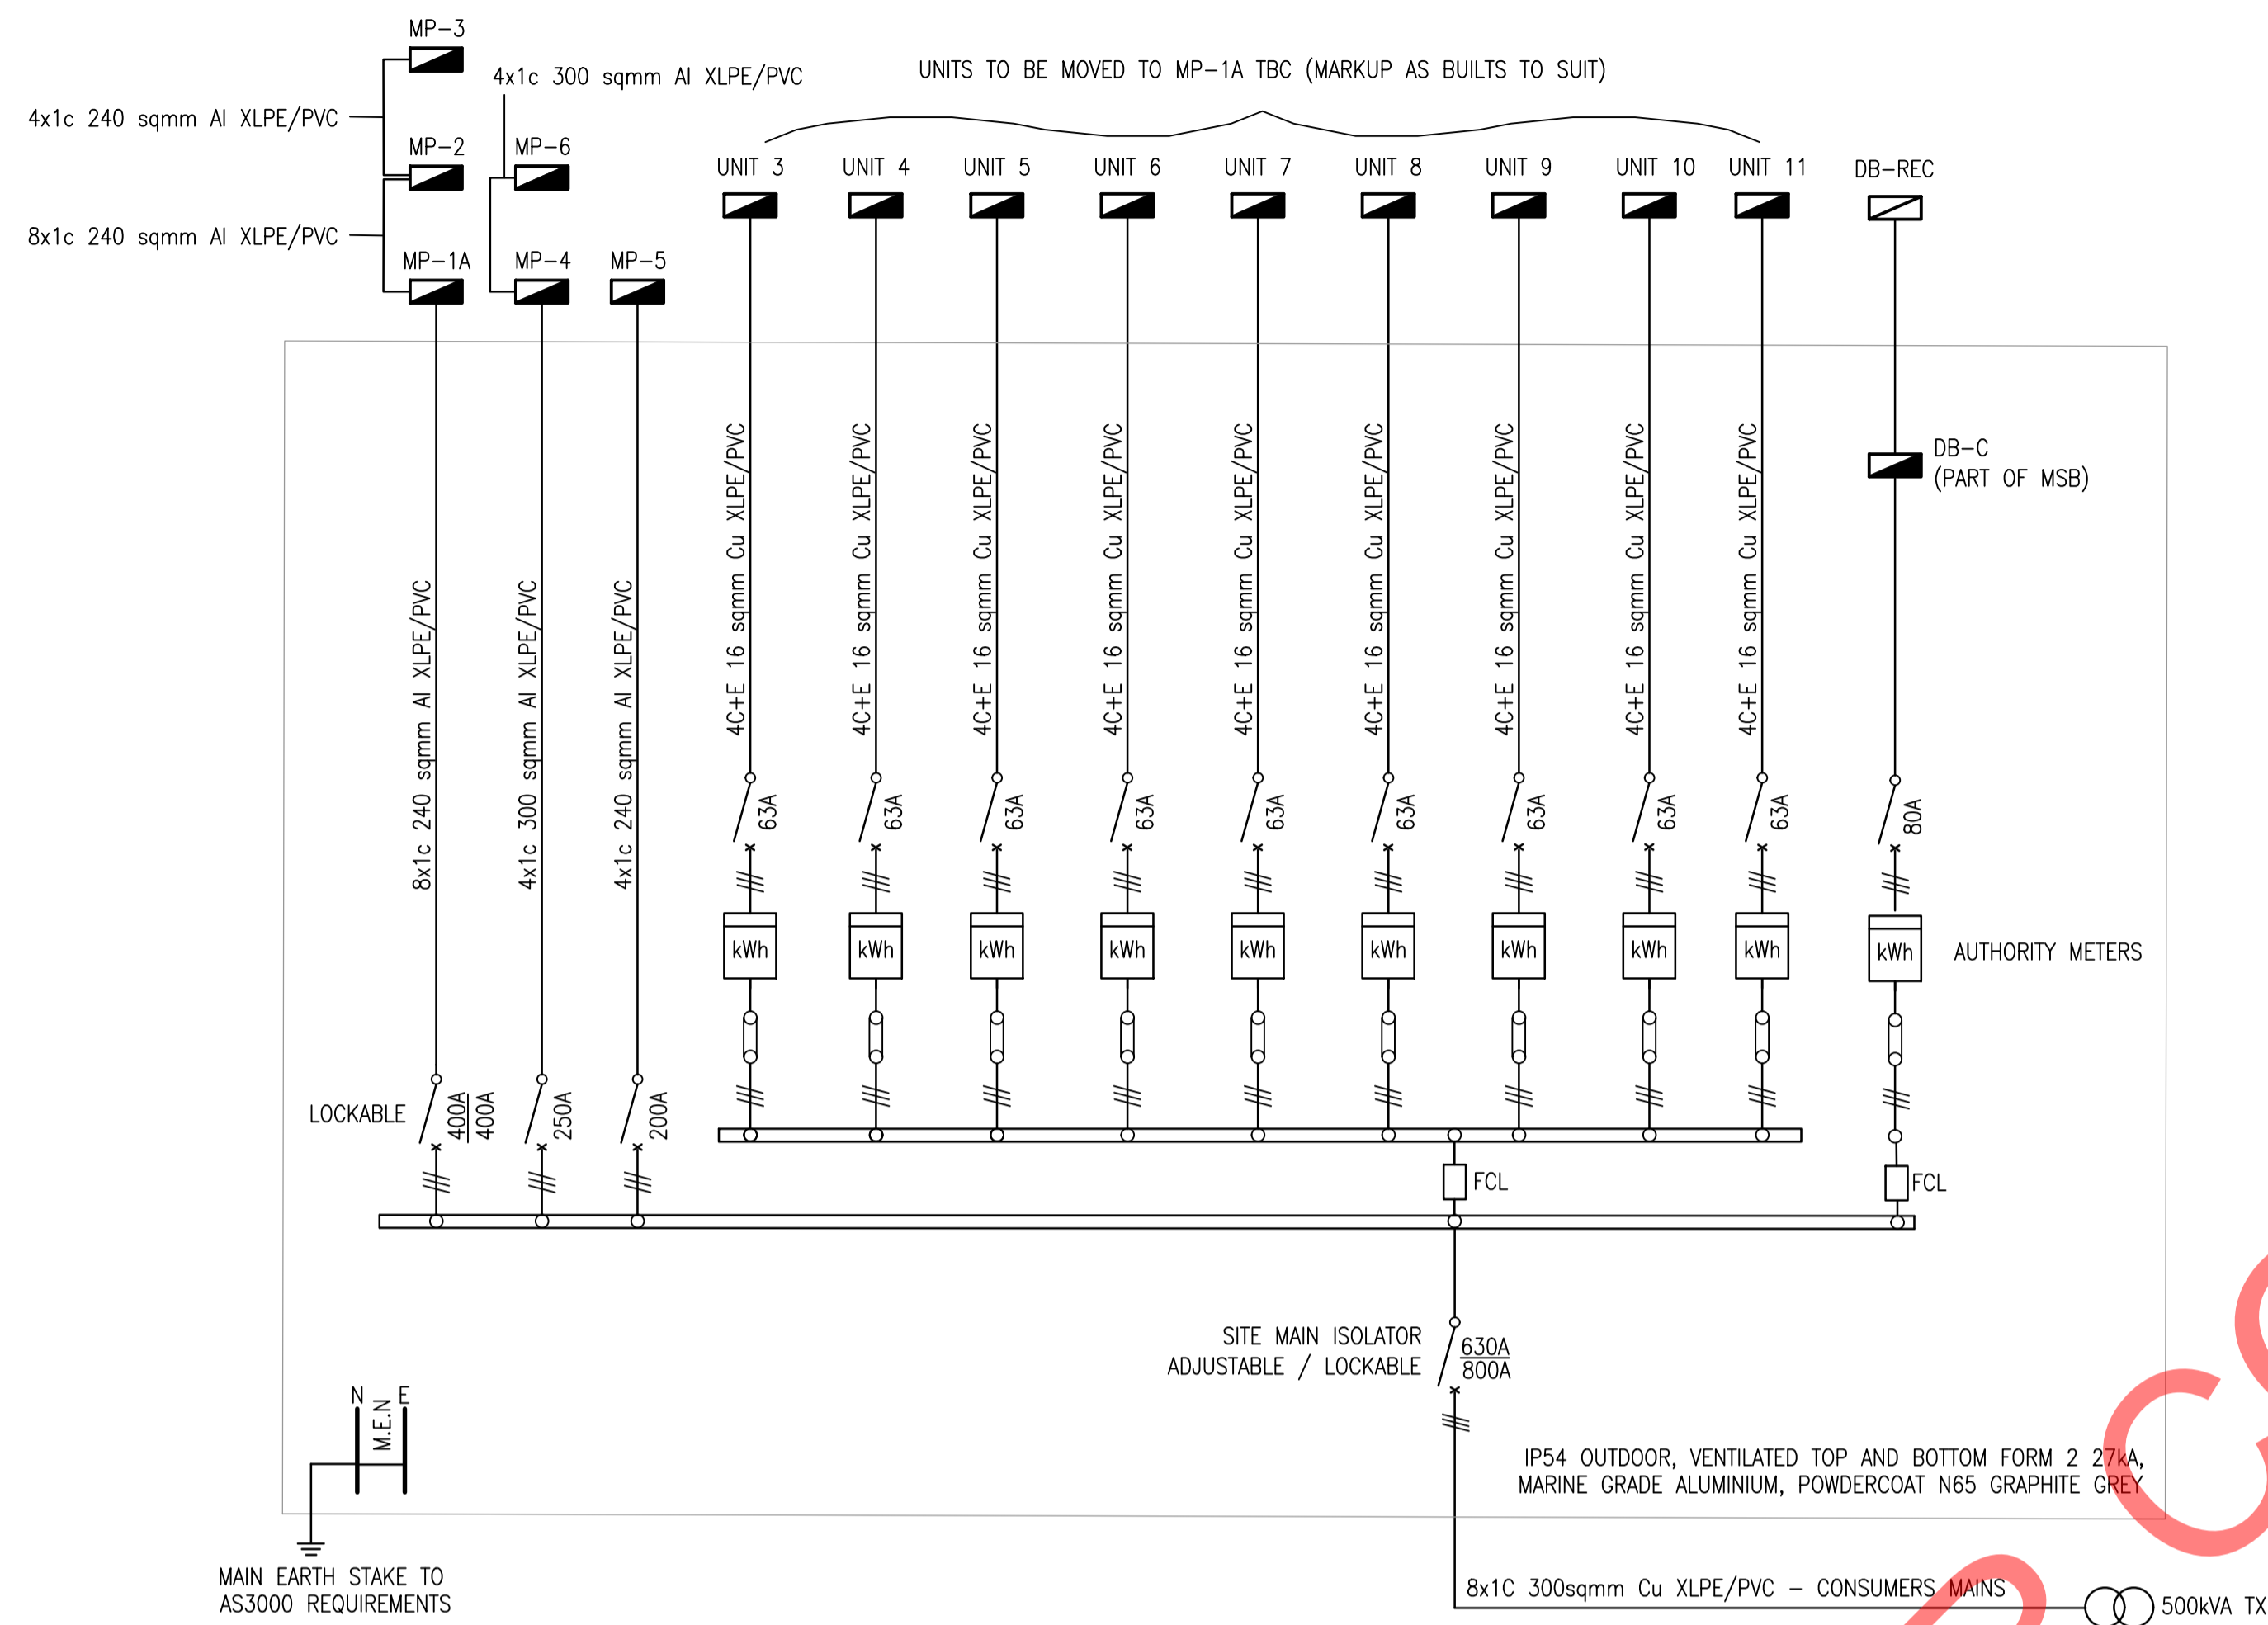 MP-3
4x1c 300 sqmm Al XLPE/PVC
UNITS TO BE MOVED TO MP-1A TBC (MARKUP AS BUILTS TO SUIT)
4x1c 240 sqmm Al XLPE/PVC
MP-2
MP-6
UNIT 3
UNIT 4
UNIT 5
UNIT 6
UNIT 7
UNIT 8
UNIT 9
UNIT 10
UNIT 11
DB-REC
8x1c 240 sqmm Al XLPE/PVC
MP-1A
MP-4
MP-5
DB-C
(PART OF MSB)
8x1c 240 sqmm Al XLPE/PVC
4x1c 300 sqmm Al XLPE/PVC
4x1c 240 sqmm Al XLPE/PVC
4C+E 16 sqmm Cu XLPE/PVC
4C+E 16 sqmm Cu XLPE/PVC
4C+E 16 sqmm Cu XLPE/PVC
4C+E 16 sqmm Cu XLPE/PVC
4C+E 16 sqmm Cu XLPE/PVC
4C+E 16 sqmm Cu XLPE/PVC
4C+E 16 sqmm Cu XLPE/PVC
4C+E 16 sqmm Cu XLPE/PVC
4C+E 16 sqmm Cu XLPE/PVC
63A
63A
63A
63A
63A
63A
63A
63A
63A
80A
kWh
kWh
kWh
kWh
kWh
kWh
kWh
kWh
kWh
kWh
AUTHORITY METERS
LOCKABLE
400A
400A
250A
200A
FCL
FCL
SITE MAIN ISOLATOR
ADJUSTABLE / LOCKABLE
630A
800A
N
M.E.N
E
IP54 OUTDOOR, VENTILATED TOP AND BOTTOM FORM 2 27kA,
MARINE GRADE ALUMINIUM, POWDERCOAT N65 GRAPHITE GREY
MAIN EARTH STAKE TO
AS3000 REQUIREMENTS
8x1C 300sqmm Cu XLPE/PVC - CONSUMERS MAINS
500kVA TX